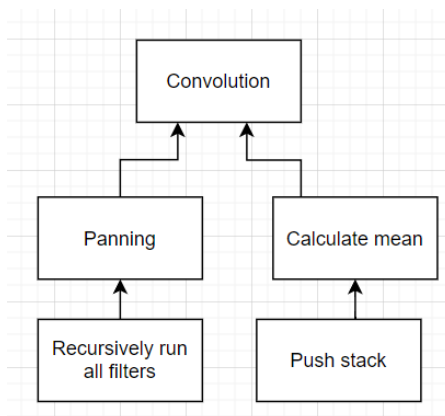 Convolution
Panning
Calculate mean
Recursively run
all filters
Push stack